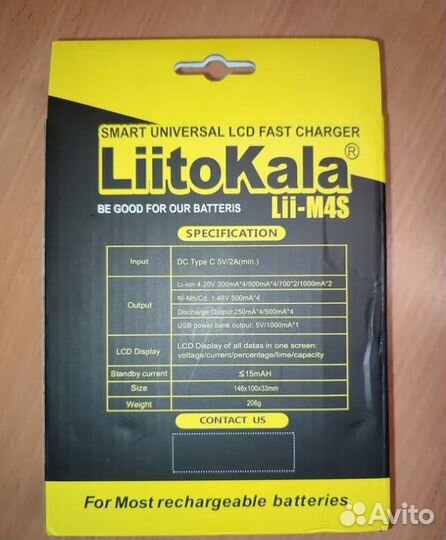 SMART UNIVERSAL LCD FAST CHARGER
LiitoKala®
BE GOOD FOR OUR BATTERIS Lii-M4S
SPECIFICATION
Input DC Type C 5V/2A(min.)
Output Li-Ion 4.20V 300mA*4/500mA*4/700*2/1000mA*2
Ni-Mh/Cd 1.48V 500mA*4
Discharge Output:250mA*4/500mA*4
USB power bank output: 5V/1000mA*1
LCD Display LCD Display of all datas in one screen:
voltage/current/percentage/time/capacity
Standby current ≤15mAH
Size 146x100x33mm
Weight 206g
CONTACT US
For Most rechargeable batteries
Avito